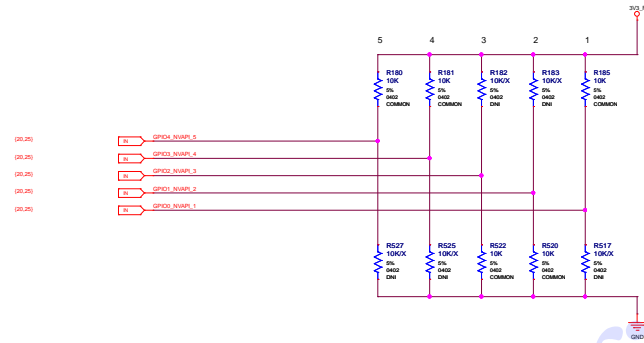 3V3_
5 4 3 2 1
R180 R181 R182 R183 R185
10K 10K 10K/X 10K/X 10K
5% 5% 5% 5% 5%
0402 0402 0402 0402 0402
COMMON COMMON DNI DNI COMMON
(20,25) IN GPIO4_NVAPI_5
(20,25) IN GPIO3_NVAPI_4
(20,25) IN GPIO2_NVAPI_3
(20,25) IN GPIO1_NVAPI_2
(20,25) IN GPIO0_NVAPI_1
R527 R525 R522 R520 R517
10K/X 10K/X 10K 10K 10K/X
5% 5% 5% 5% 5%
0402 0402 0402 0402 0402
DNI DNI COMMON COMMON DNI
GND